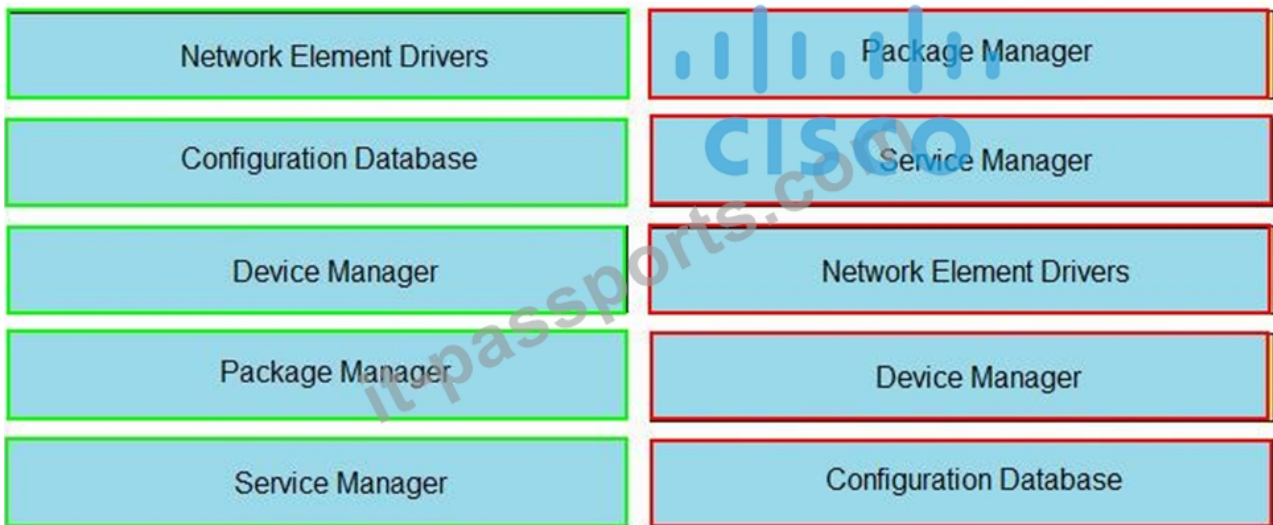 Network Element Drivers
Package Manager
CISCO
Configuration Database
Service Manager
Device Manager
Network Element Drivers
it-passports.com
Package Manager
Device Manager
Service Manager
Configuration Database